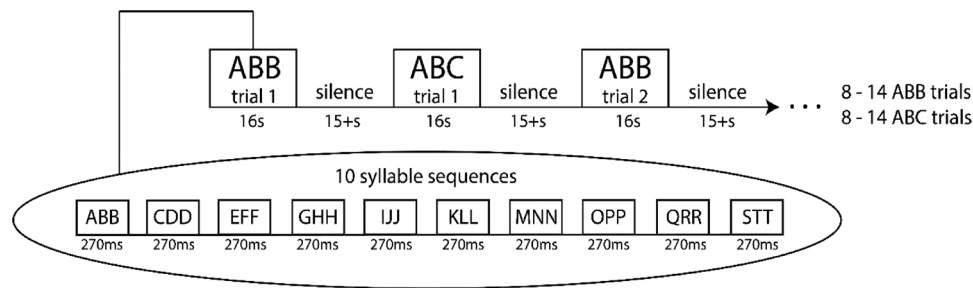 ABB ABC ABB
trial 1 silence trial 1 silence trial 2 silence
8 - 14 ABB trials
16s 15+s 16s 15+s 16s 15+s
8 - 14 ABC trials
10 syllable sequences
ABB CDD EFF GHH IJJ KLL MNN OPP QRR STT
270ms 270ms 270ms 270ms 270ms 270ms 270ms 270ms 270ms 270ms